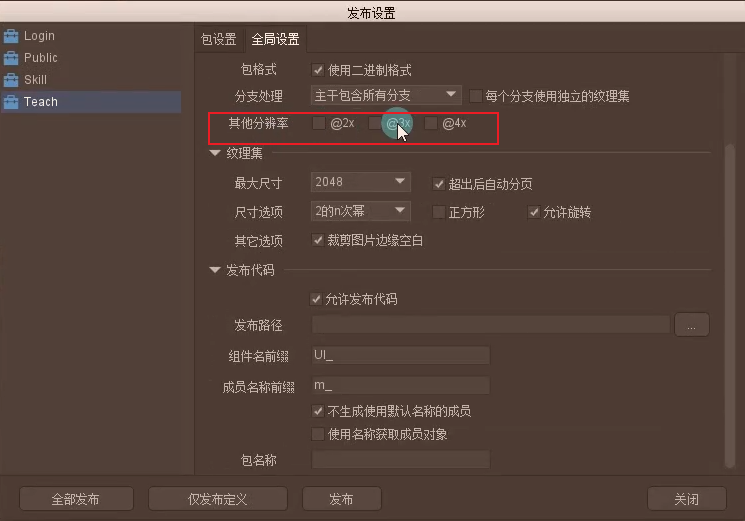 发布设置
Login
Public
Skill
Teach
包设置 全局设置
包格式 使用二进制格式
分支处理 主干包含所有分支 每个分支使用独立的纹理集
其他分辨率 @2x @3x @4x
纹理集
最大尺寸 2048 超出后自动分页
尺寸选项 2的n次幂 正方形 允许旋转
其它选项 裁剪图片边缘空白
发布代码
允许发布代码
发布路径 ...
组件名前缀 UI_
成员名称前缀 m_
不生成使用默认名称的成员
使用名称获取成员对象
包名称
全部发布 仅发布定义 发布 关闭